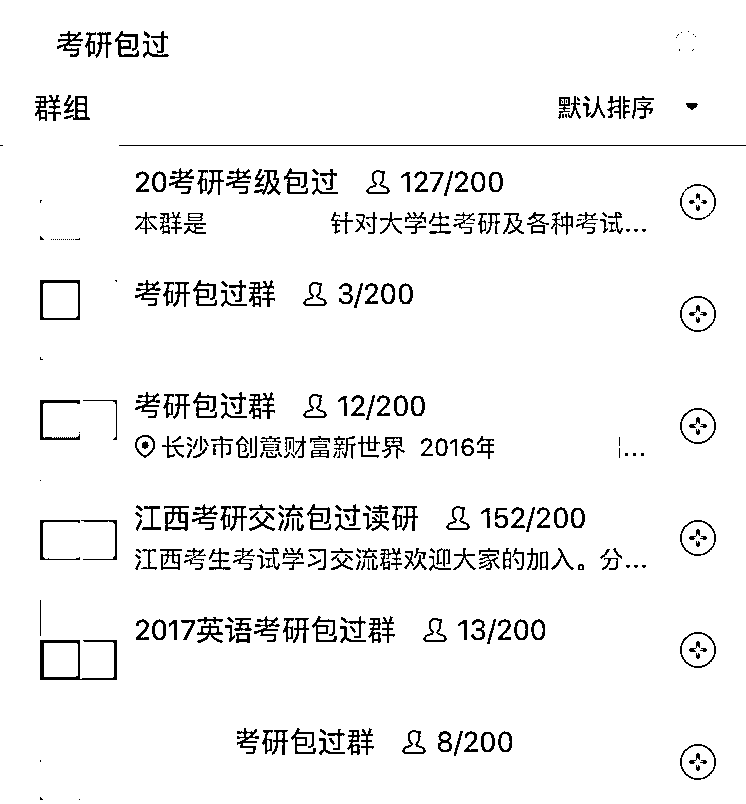 考研包过
群组 默认排序
20考研考级包过 127/200
本群是 针对大学生考研及各种考试...
考研包过群 3/200
考研包过群 12/200
长沙市创意财富新世界 2016年 ...
江西考研交流包过读研 152/200
江西考生考试学习交流群欢迎大家的加入。分...
2017英语考研包过群 13/200
考研包过群 8/200